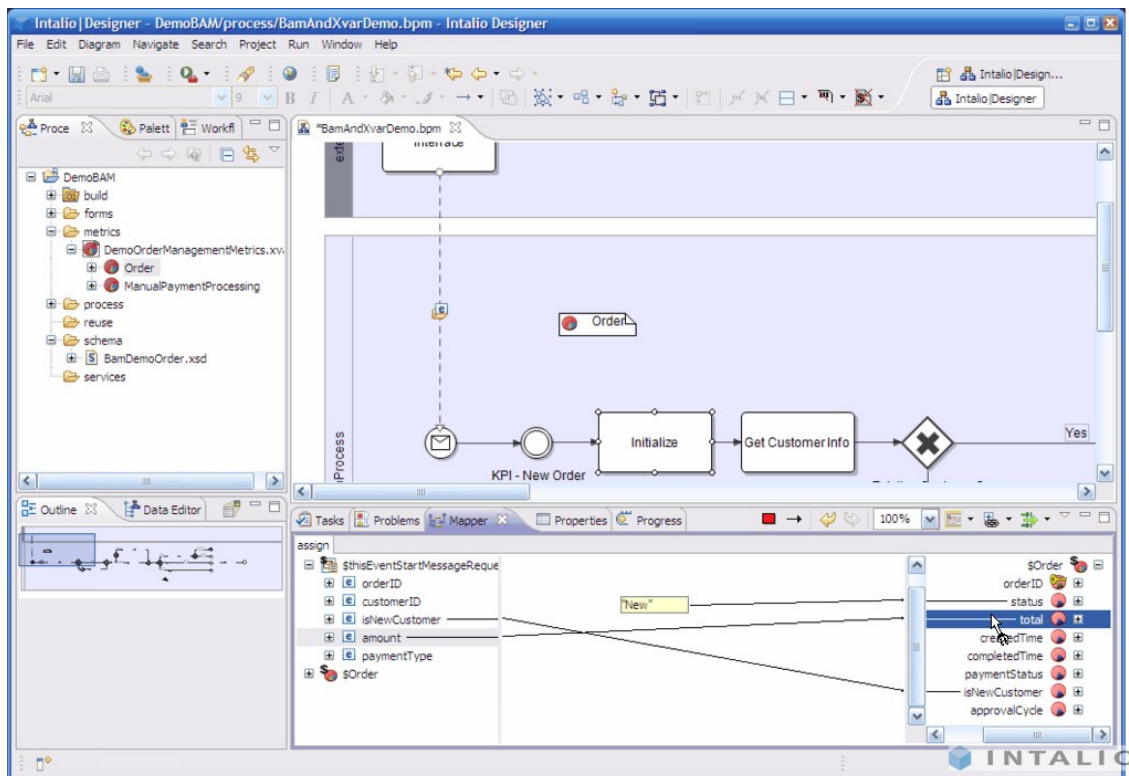 Intalio|Designer - DemoBAM/process/BamAndXvarDemo.bpm - Intalio Designer
File Edit Diagram Navigate Search Project Run Window Help
Intalio|Design...
Arial 9 B I A
Intalio|Designer
Proce Palett Workfl
*BamAndXvarDemo.bpm
DemoBAM
build
forms
metrics
DemoOrderManagementMetrics.xv
Order
ManualPaymentProcessing
process
reuse
schema
BamDemoOrder.xsd
services
exte
Interface
Order
Process
Initialize
Get Customer Info
Yes
KPI - New Order
Outline Data Editor
Tasks Problems Mapper Properties Progress 100%
assign
$thisEventStartMessageReque
orderID
customerID
isNewCustomer
amount
paymentType
$Order
"New"
$Order
orderID
status
total
createdTime
completedTime
paymentStatus
isNewCustomer
approvalCycle
INTALIO